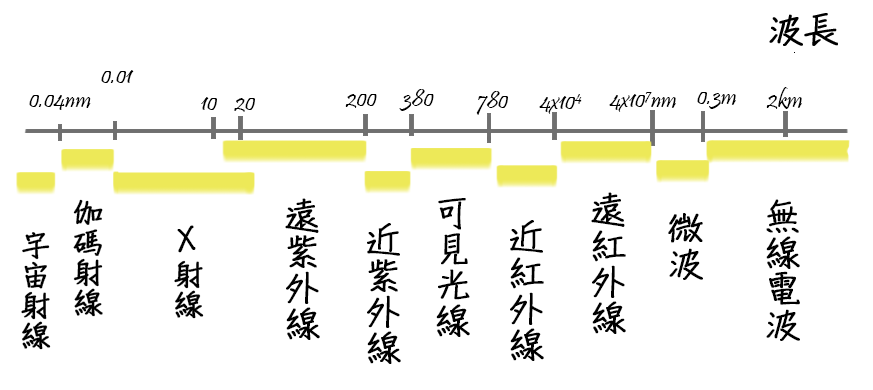 波長
0.04nm
0.01
10
20
200
380
780
4x10⁴
4x10⁷nm
0.3m
2km
宇宙射線
伽碼射線
X射線
遠紫外線
近紫外線
可見光線
近紅外線
遠紅外線
微波
無線電波